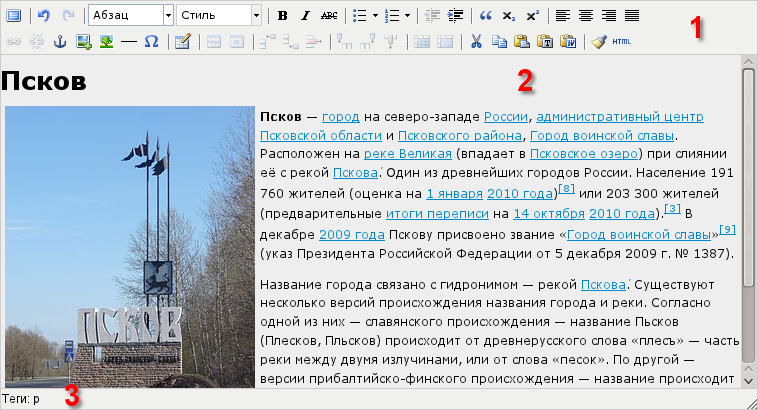 Абзац Стиль B I ABC x₂ x² 1
Ω T W HTML
2
Псков
Псков — город на северо-западе России, административный центр
Псковской области и Псковского района, Город воинской славы.
Расположен на реке Великая (впадает в Псковское озеро) при слиянии
её с рекой Пскова. Один из древнейших городов России. Население 191
760 жителей (оценка на 1 января 2010 года)[8] или 203 300 жителей
(предварительные итоги переписи на 14 октября 2010 года).[3] В
декабре 2009 года Пскову присвоено звание «Город воинской славы»[9]
(указ Президента Российской Федерации от 5 декабря 2009 г. № 1387).
Название города связано с гидронимом — рекой Пскова. Существуют
несколько версий происхождения названия города и реки. Согласно
одной из них — славянского происхождения — название Пьсков
(Плесков, Пльсков) происходит от древнерусского слова «плесъ» — часть
реки между двумя излучинами, или от слова «песок». По другой —
версии прибалтийско-финского происхождения — название происходит
ПСКОВ
Теги: p
3